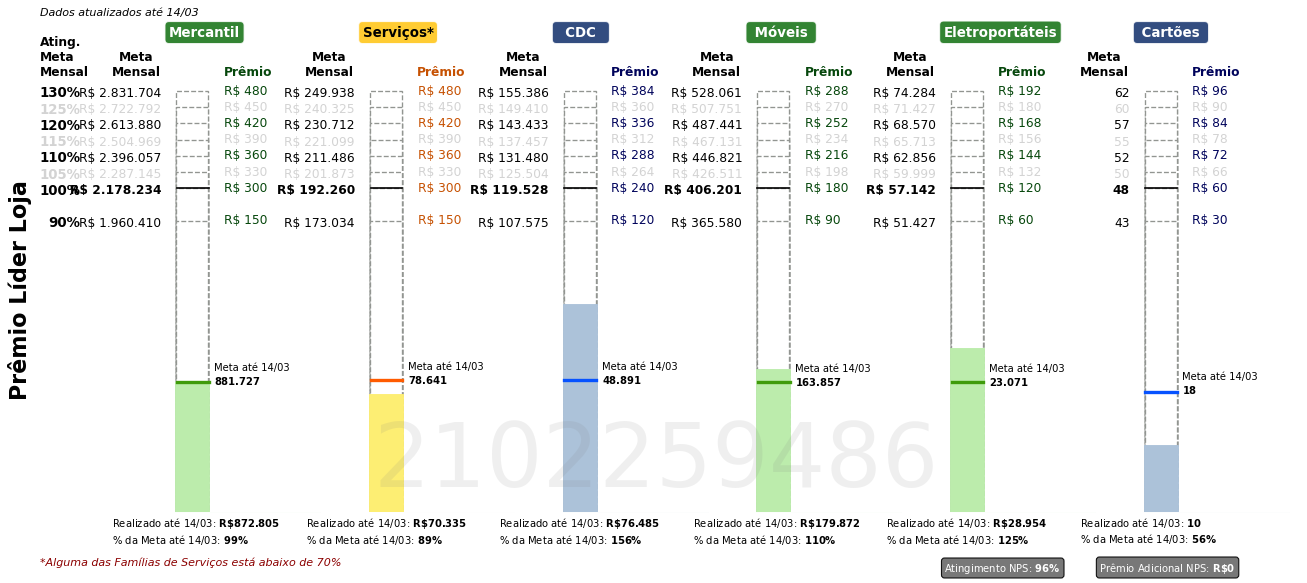 Dados atualizados até 14/03
Mercantil Serviços* CDC Móveis Eletroportáteis Cartões
Ating. Meta Mensal Meta Mensal Prêmio Meta Mensal Prêmio Meta Mensal Prêmio Meta Mensal Prêmio Meta Mensal Prêmio Meta Mensal Prêmio
130% R$ 2.831.704 R$ 480 R$ 249.938 R$ 480 R$ 155.386 R$ 384 R$ 528.061 R$ 288 R$ 74.284 R$ 192 62 R$ 96
125% R$ 2.722.792 R$ 450 R$ 240.325 R$ 450 R$ 149.410 R$ 360 R$ 507.751 R$ 270 R$ 71.427 R$ 180 60 R$ 90
120% R$ 2.613.880 R$ 420 R$ 230.712 R$ 420 R$ 143.433 R$ 336 R$ 487.441 R$ 252 R$ 68.570 R$ 168 57 R$ 84
115% R$ 2.504.969 R$ 390 R$ 221.099 R$ 390 R$ 137.457 R$ 312 R$ 467.131 R$ 234 R$ 65.713 R$ 156 55 R$ 78
110% R$ 2.396.057 R$ 360 R$ 211.486 R$ 360 R$ 131.480 R$ 288 R$ 446.821 R$ 216 R$ 62.856 R$ 144 52 R$ 72
105% R$ 2.287.145 R$ 330 R$ 201.873 R$ 330 R$ 125.504 R$ 264 R$ 426.511 R$ 198 R$ 59.999 R$ 132 50 R$ 66
100% R$ 2.178.234 R$ 300 R$ 192.260 R$ 300 R$ 119.528 R$ 240 R$ 406.201 R$ 180 R$ 57.142 R$ 120 48 R$ 60
90% R$ 1.960.410 R$ 150 R$ 173.034 R$ 150 R$ 107.575 R$ 120 R$ 365.580 R$ 90 R$ 51.427 R$ 60 43 R$ 30
Prêmio Líder Loja
Meta até 14/03 Meta até 14/03 Meta até 14/03 Meta até 14/03 Meta até 14/03 Meta até 14/03
881.727 78.641 48.891 163.857 23.071 18
2102259486
Realizado até 14/03: R$872.805 Realizado até 14/03: R$70.335 Realizado até 14/03: R$76.485 Realizado até 14/03: R$179.872 Realizado até 14/03: R$28.954 Realizado até 14/03: 10
% da Meta até 14/03: 99% % da Meta até 14/03: 89% % da Meta até 14/03: 156% % da Meta até 14/03: 110% % da Meta até 14/03: 125% % da Meta até 14/03: 56%
*Alguma das Famílias de Serviços está abaixo de 70% Atingimento NPS: 96% Prêmio Adicional NPS: R$0